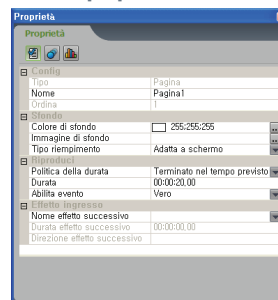 Proprietà
Proprietà
Config
Tipo Pagina
Nome Pagina1
Ordina 1
Sfondo
Colore di sfondo 255;255;255
Immagine di sfondo
Tipo riempimento Adatta a schermo
Riproduci
Politica della durata Terminato nel tempo previsto
Durata 00:00:20,00
Abilita evento Vero
Effetto ingresso
Nome effetto successivo
Durata effetto successivo 00:00:00,00
Direzione effetto successivo